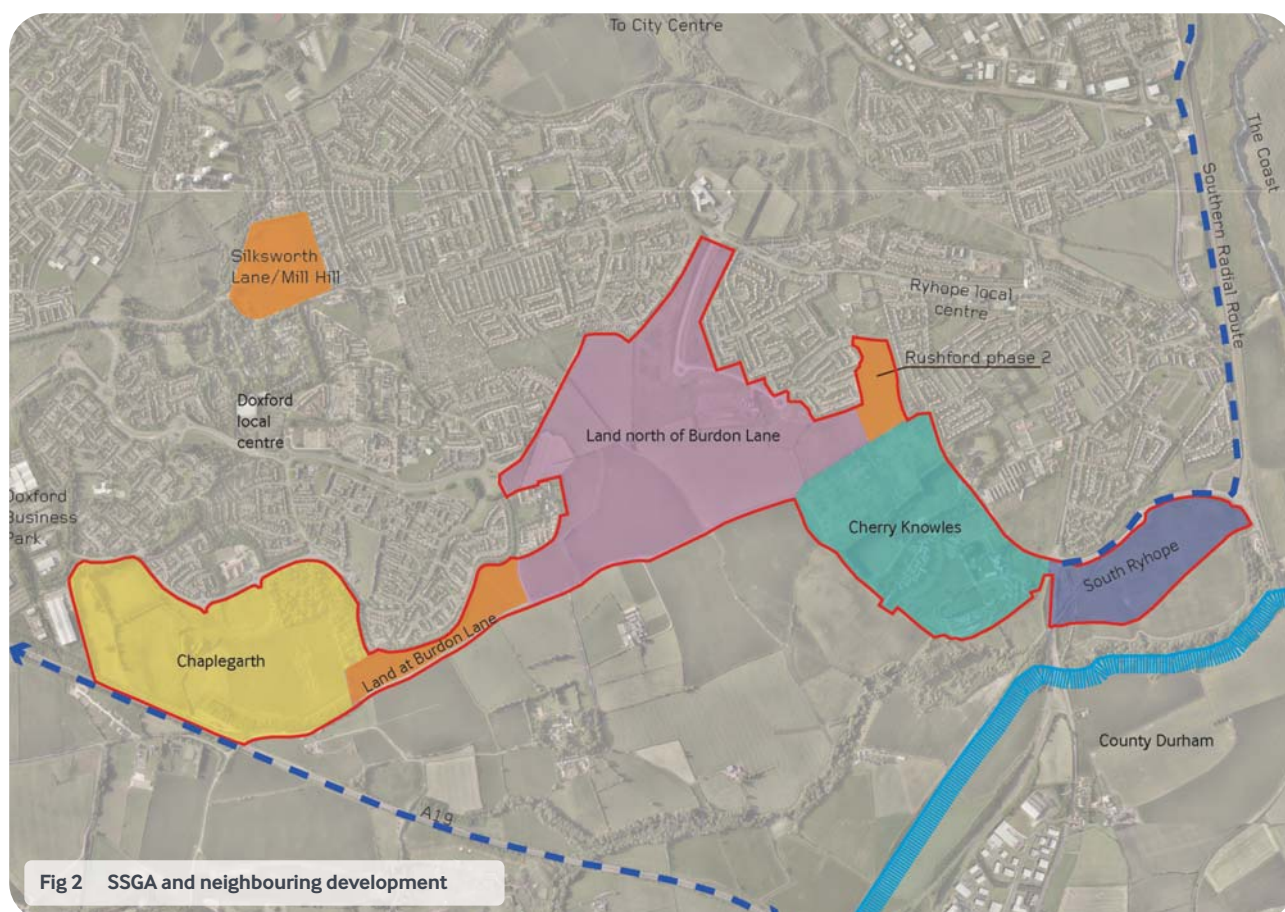 To City Centre
The Coast
Southern Radial Route
Silksworth
Lane/Mill Hill
Ryhope local
centre
Rushford phase 2
Doxford
local
centre
Land north of Burdon Lane
Doxford
Business
Park
Cherry Knowles
South Ryhope
Chaplegarth
Land at Burdon Lane
County Durham
A19
Fig 2 SSGA and neighbouring development